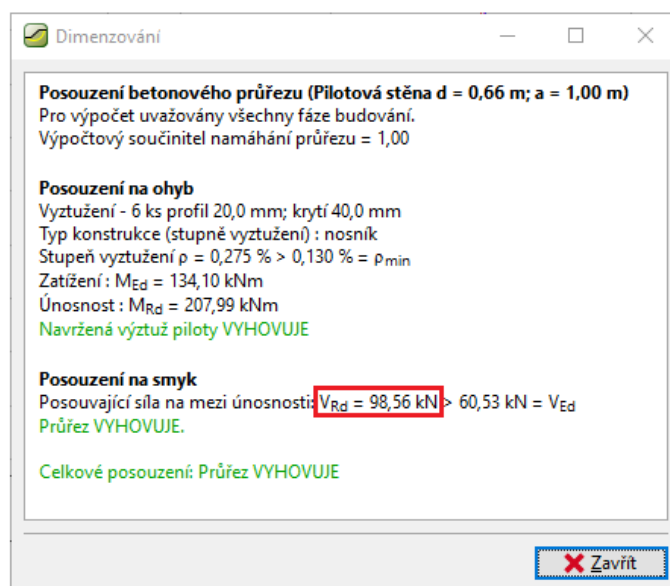 Dimenzování
Posouzení betonového průřezu (Pilotová stěna d = 0,66 m; a = 1,00 m)
Pro výpočet uvažovány všechny fáze budování.
Výpočtový součinitel namáhání průřezu = 1,00
Posouzení na ohyb
Vyztužení - 6 ks profil 20,0 mm; krytí 40,0 mm
Typ konstrukce (stupně vyztužení) : nosník
Stupeň vyztužení ρ = 0,275 % > 0,130 % = ρmin
Zatížení : MEd = 134,10 kNm
Únosnost : MRd = 207,99 kNm
Navržená výztuž piloty VYHOVUJE
Posouzení na smyk
Posouvající síla na mezi únosnosti: VRd = 98,56 kN > 60,53 kN = VEd
Průřez VYHOVUJE.
Celkové posouzení: Průřez VYHOVUJE
Zavřít